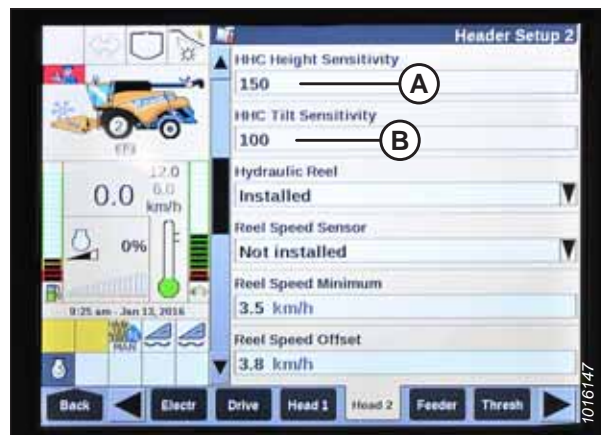 Header Setup 2
HHC Height Sensitivity
150
A
HHC Tilt Sensitivity
100
B
Hydraulic Reel
Installed
Reel Speed Sensor
Not installed
Reel Speed Minimum
3.5 km/h
Reel Speed Offset
3.8 km/h
2
12.0
6.0
0.0 km/h
0%
9:25 am - Jan 13, 2016
MAN
Back Electr Drive Head 1 Head 2 Feeder Thresh
1016147